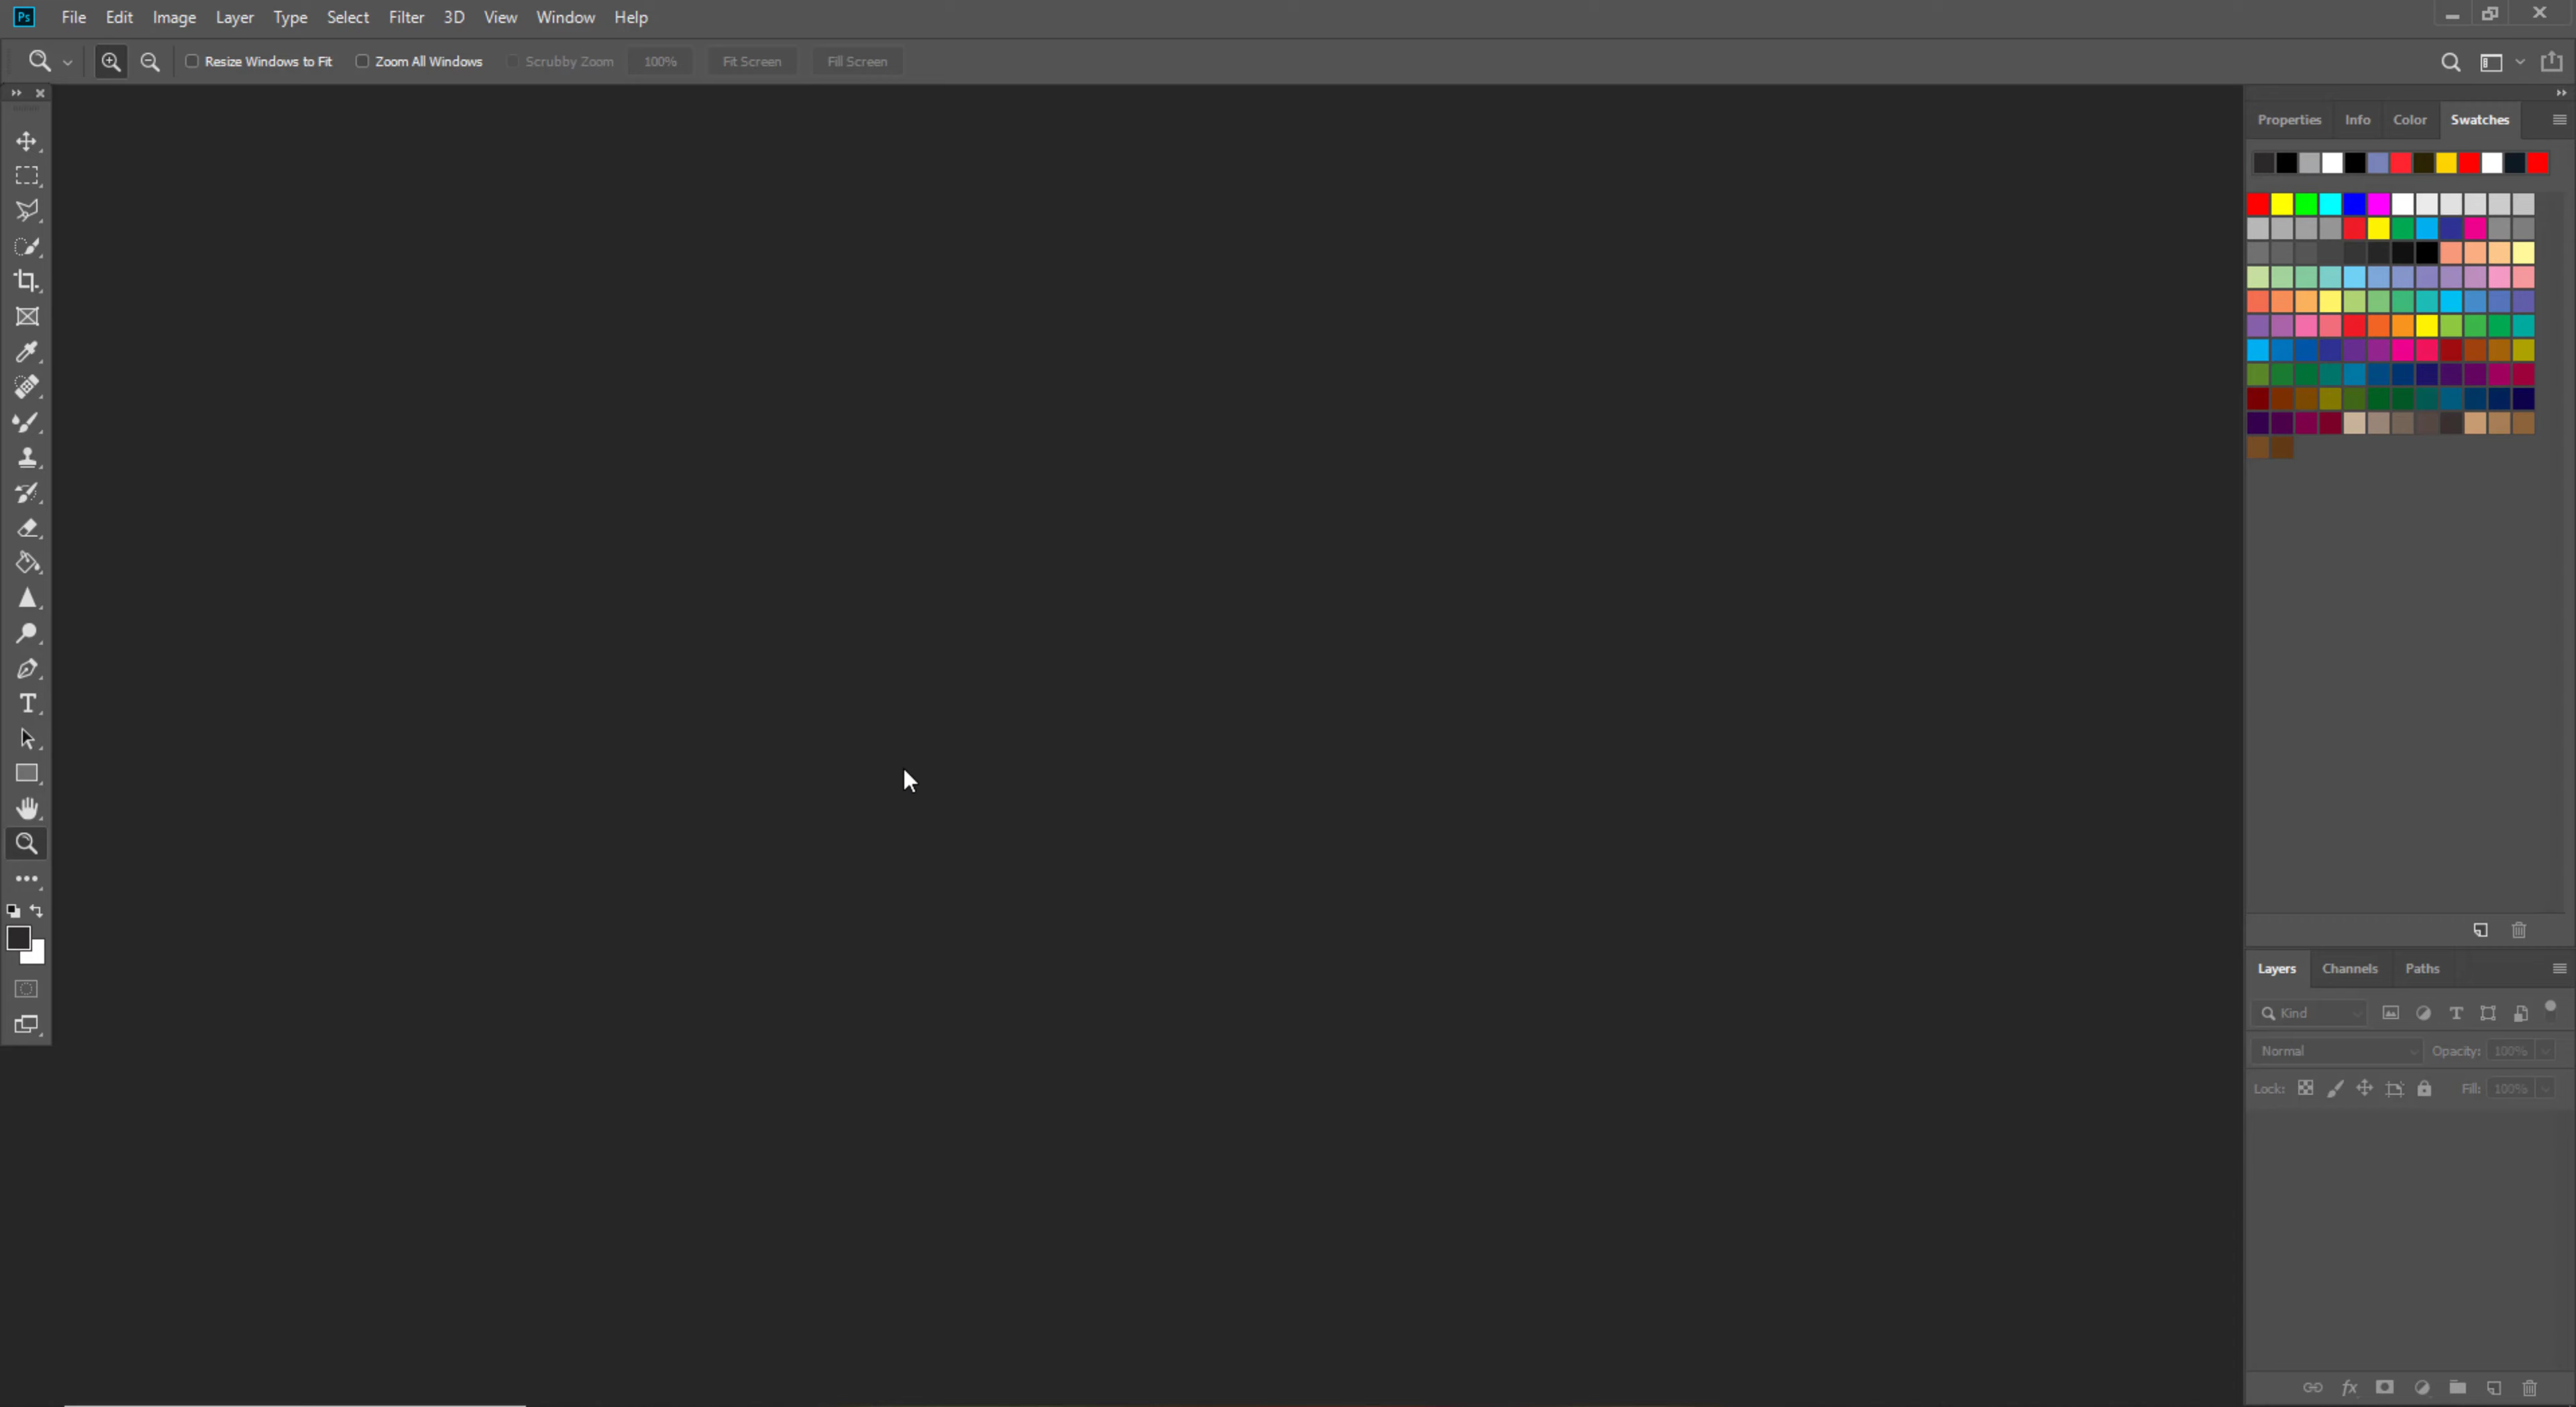 Ps File Edit Image Layer Type Select Filter 3D View Window Help
Resize Windows to Fit Zoom All Windows Scrubby Zoom 100% Fit Screen Fill Screen
Properties Info Color Swatches
Layers Channels Paths
Kind
Normal Opacity: 100%
Lock: Fill: 100%
fx